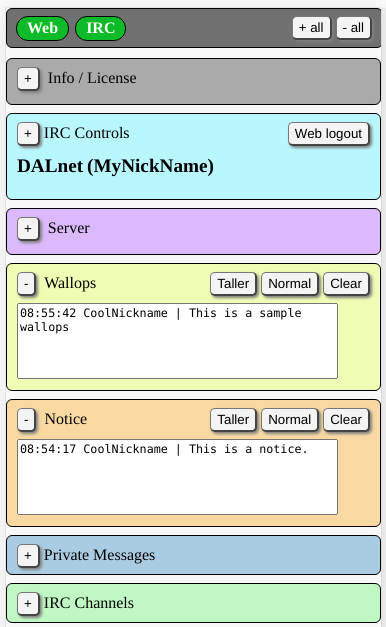 Web IRC + all - all
+ Info / License
+ IRC Controls Web logout
DALnet (MyNickName)
+ Server
- Wallops Taller Normal Clear
08:55:42 CoolNickname | This is a sample
wallops
- Notice Taller Normal Clear
08:54:17 CoolNickname | This is a notice.
+ Private Messages
+ IRC Channels